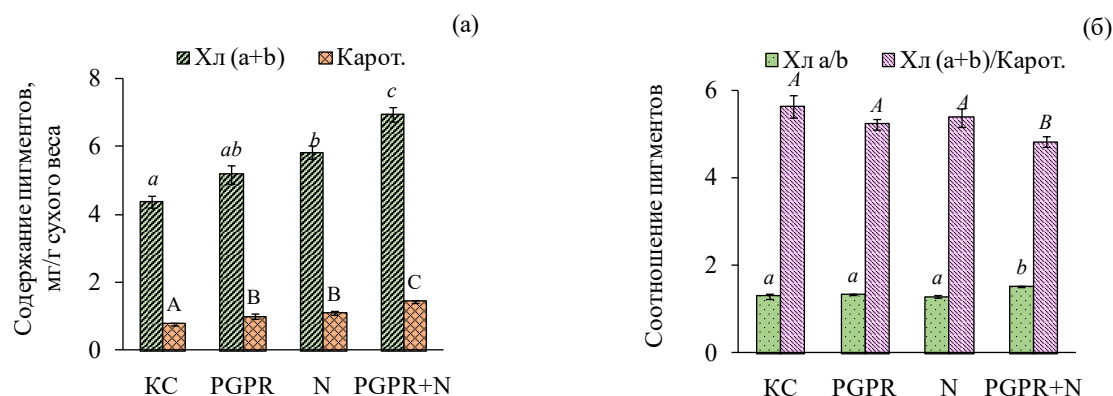 (а)
Хл (a+b) Карот.
Содержание пигментов,
мг/г сухого веса
8
6
4
2
0
a
A
ab
B
b
B
c
C
КС PGPR N PGPR+N
(б)
Хл a/b Хл (a+b)/Карот.
Соотношение пигментов
6
4
2
0
a
A
a
A
a
A
b
B
КС PGPR N PGPR+N